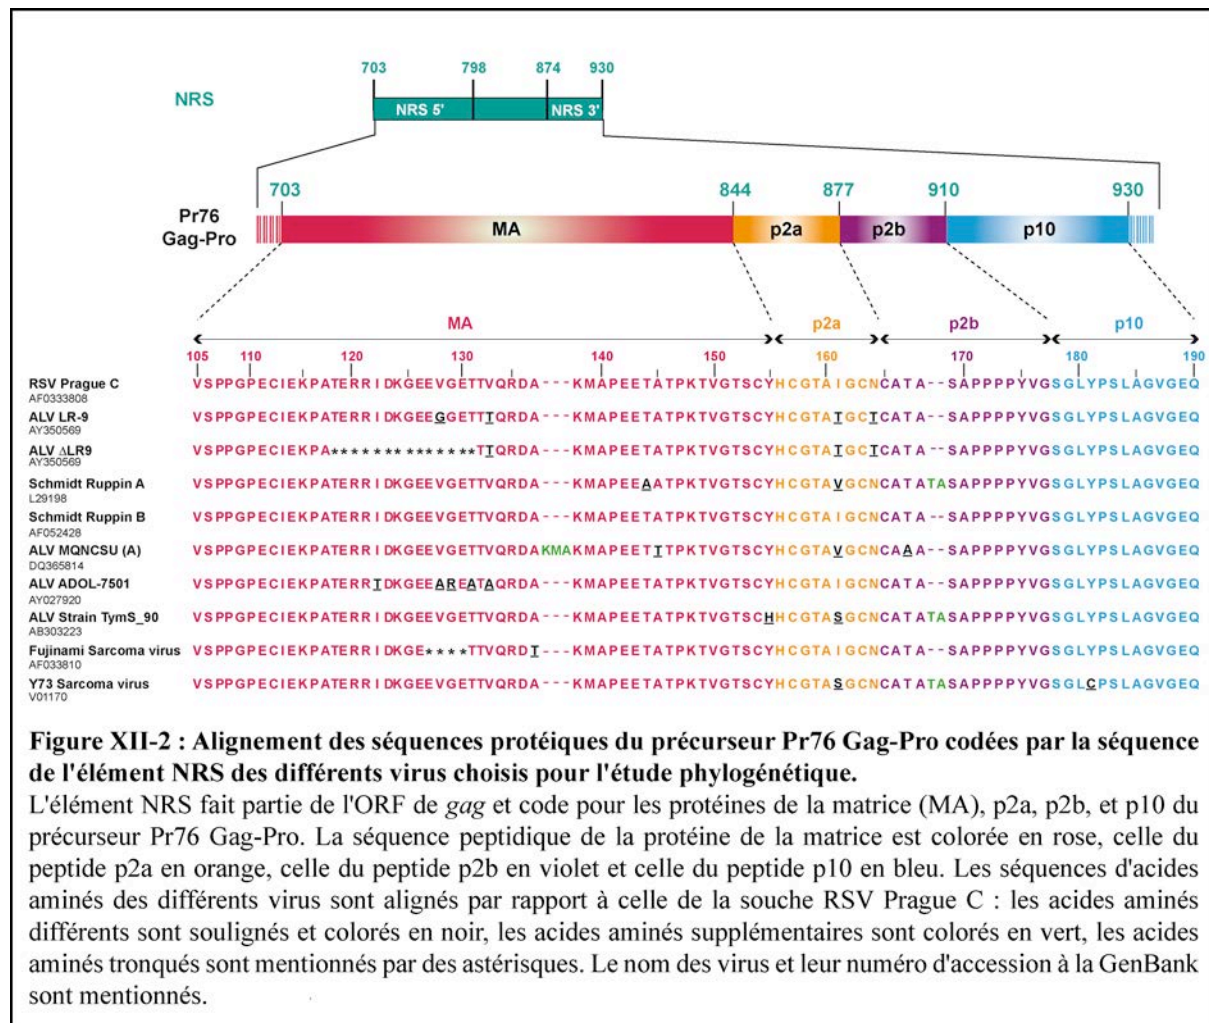 703 798 874 930
NRS
NRS 5' NRS 3'
703 844 877 910 930
Pr76
Gag-Pro
MA p2a p2b p10
MA p2a p2b p10
105 110 120 130 140 150 160 170 180 190
RSV Prague C VSPPGPECIEKPATERRIDKGEEVGETTVQRDA---KMAPEETATPKTVGTSCYHCGTAIGCNCATA--SAPPPPYVGSGLYPSLAGVGEQ
AF0333808
ALV LR-9 VSPPGPECIEKPATERRIDKGEEGGETTTQRDA---KMAPEETATPKTVGTSCYHCGTATGCTCATA--SAPPPPYVGSGLYPSLAGVGEQ
AY350569
ALV ΔLR9 VSPPGPECIEKPA**************TTQRDA---KMAPEETATPKTVGTSCYHCGTATGCTCATA--SAPPPPYVGSGLYPSLAGVGEQ
AY350569
Schmidt Ruppin A VSPPGPECIEKPATERRIDKGEEVGETTVQRDA---KMAPEEAATPKTVGTSCYHCGTAVGCNCATATASAPPPPYVGSGLYPSLAGVGEQ
L29198
Schmidt Ruppin B VSPPGPECIEKPATERRIDKGEEVGETTVQRDA---KMAPEETATPKTVGTSCYHCGTAIGCNCATA--SAPPPPYVGSGLYPSLAGVGEQ
AF052428
ALV MQNCSU (A) VSPPGPECIEKPATERRIDKGEEVGETTVQRDAKMAKMAPEETTTPKTVGTSCYHCGTAVGCNCAAA--SAPPPPYVGSGLYPSLAGVGEQ
DQ365814
ALV ADOL-7501 VSPPGPECIEKPATERRTDKGEEAREATAQRDA---KMAPEETATPKTVGTSCYHCGTAIGCNCATA--SAPPPPYVGSGLYPSLAGVGEQ
AY027920
ALV Strain TymS_90 VSPPGPECIEKPATERRIDKGEEVGETTVQRDA---KMAPEETATPKTVGTSCHHCGTASGCNCATATASAPPPPYVGSGLYPSLAGVGEQ
AB303223
Fujinami Sarcoma virus VSPPGPECIEKPATERRIDKGE****TTVQRDT---KMAPEETATPKTVGTSCYHCGTAIGCNCATA--SAPPPPYVGSGLYPSLAGVGEQ
AF033810
Y73 Sarcoma virus VSPPGPECIEKPATERRIDKGEEVGETTVQRDA---KMAPEETATPKTVGTSCYHCGTASGCNCATATASAPPPPYVGSGLCPSLAGVGEQ
V01170
Figure XII-2 : Alignement des séquences protéiques du précurseur Pr76 Gag-Pro codées par la séquence
de l'élément NRS des différents virus choisis pour l'étude phylogénétique.
L'élément NRS fait partie de l'ORF de gag et code pour les protéines de la matrice (MA), p2a, p2b, et p10 du
précurseur Pr76 Gag-Pro. La séquence peptidique de la protéine de la matrice est colorée en rose, celle du
peptide p2a en orange, celle du peptide p2b en violet et celle du peptide p10 en bleu. Les séquences d'acides
aminés des différents virus sont alignés par rapport à celle de la souche RSV Prague C : les acides aminés
différents sont soulignés et colorés en noir, les acides aminés supplémentaires sont colorés en vert, les acides
aminés tronqués sont mentionnés par des astérisques. Le nom des virus et leur numéro d'accession à la GenBank
sont mentionnés.